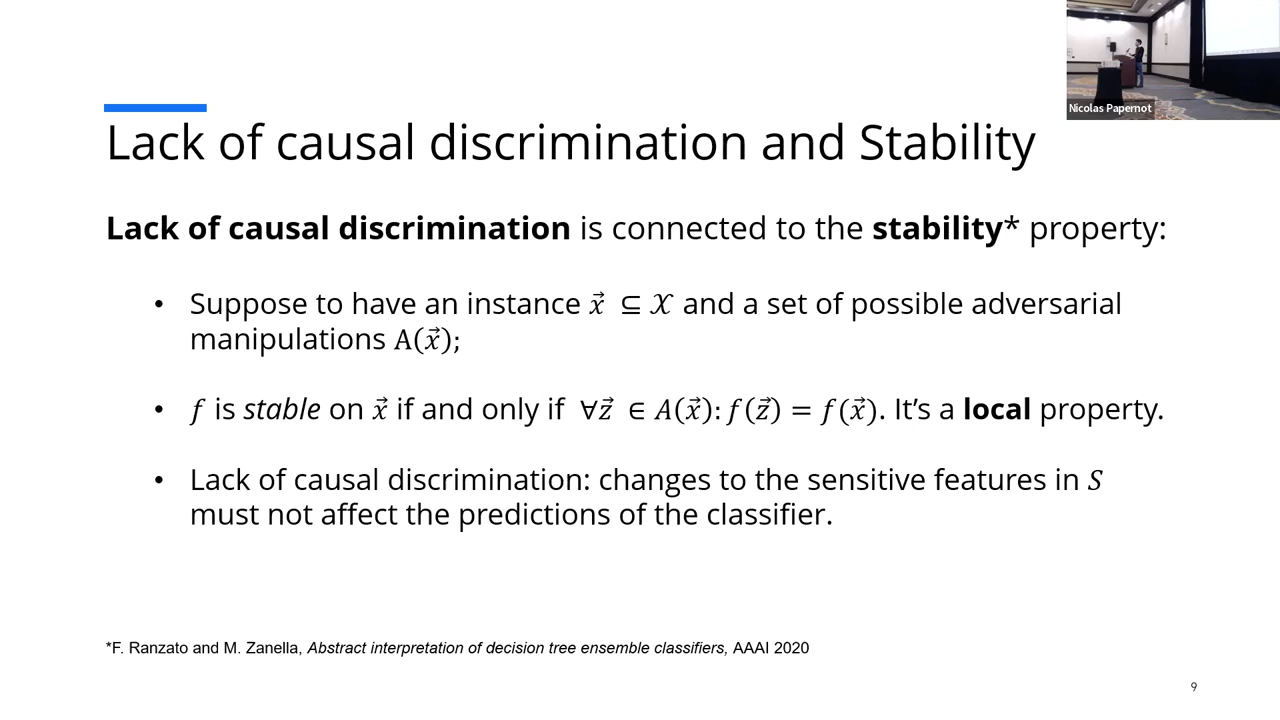 Nicolas Papernot
Lack of causal discrimination and Stability
Lack of causal discrimination is connected to the stability* property:
• Suppose to have an instance x⃗ ⊆ 𝒳 and a set of possible adversarial
manipulations A(x⃗);
• f is stable on x⃗ if and only if ∀z⃗ ∈ A(x⃗): f(z⃗) = f(x⃗). It’s a local property.
• Lack of causal discrimination: changes to the sensitive features in S
must not affect the predictions of the classifier.
*F. Ranzato and M. Zanella, Abstract interpretation of decision tree ensemble classifiers, AAAI 2020
9